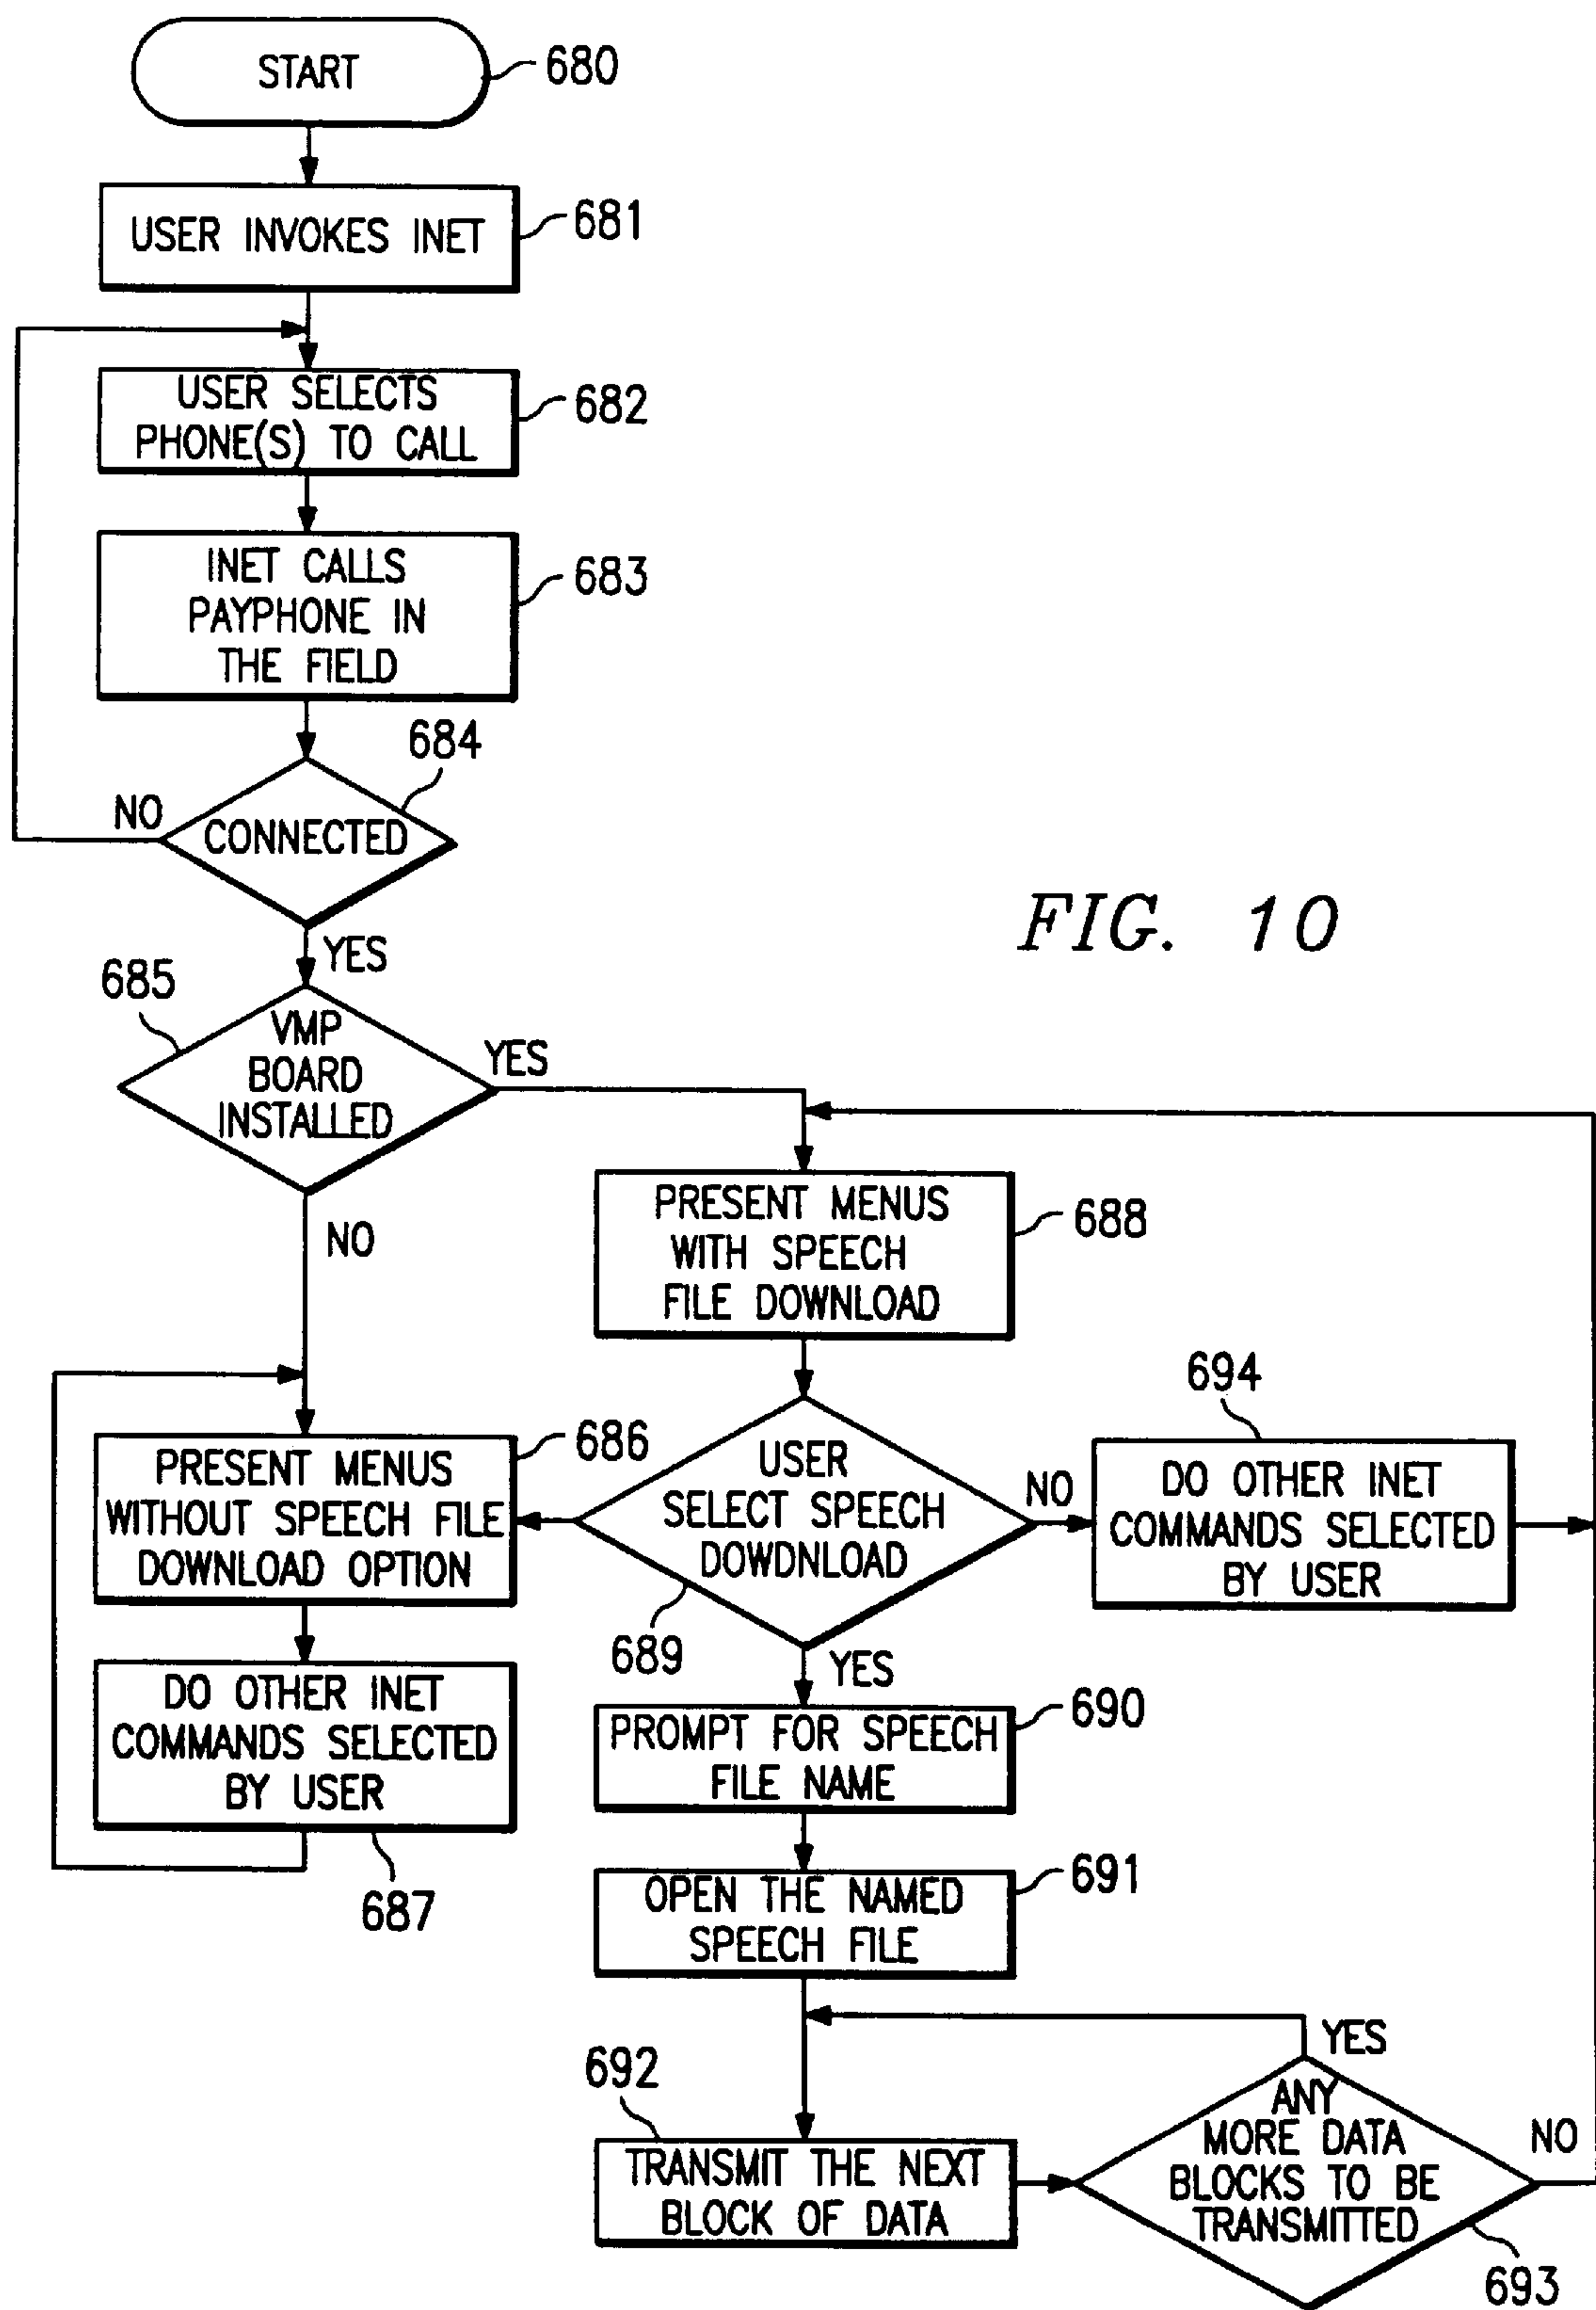 START
680
USER INVOKES INET
681
USER SELECTS
PHONE(S) TO CALL
682
INET CALLS
PAYPHONE IN
THE FIELD
683
684
CONNECTED
NO
YES
FIG. 10
685
VMP
BOARD
INSTALLED
YES
NO
PRESENT MENUS
WITH SPEECH
FILE DOWNLOAD
688
PRESENT MENUS
WITHOUT SPEECH FILE
DOWNLOAD OPTION
686
USER
SELECT SPEECH
DOWDNLOAD
689
NO
YES
694
DO OTHER INET
COMMANDS SELECTED
BY USER
DO OTHER INET
COMMANDS SELECTED
BY USER
687
PROMPT FOR SPEECH
FILE NAME
690
OPEN THE NAMED
SPEECH FILE
691
692
TRANSMIT THE NEXT
BLOCK OF DATA
YES
ANY
MORE DATA
BLOCKS TO BE
TRANSMITTED
NO
693